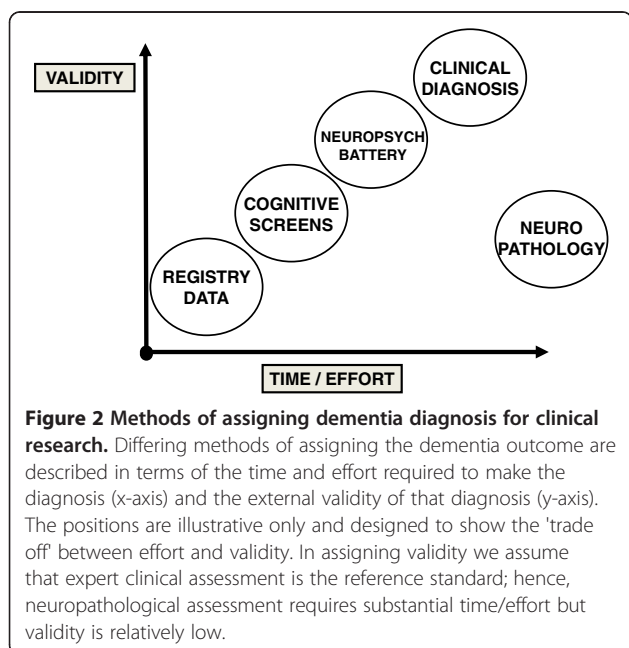 VALIDITY
CLINICAL
DIAGNOSIS
NEUROPSYCH
BATTERY
COGNITIVE
SCREENS
NEURO
PATHOLOGY
REGISTRY
DATA
TIME / EFFORT
Figure 2 Methods of assigning dementia diagnosis for clinical
research. Differing methods of assigning the dementia outcome are
described in terms of the time and effort required to make the
diagnosis (x-axis) and the external validity of that diagnosis (y-axis).
The positions are illustrative only and designed to show the 'trade
off' between effort and validity. In assigning validity we assume
that expert clinical assessment is the reference standard; hence,
neuropathological assessment requires substantial time/effort but
validity is relatively low.